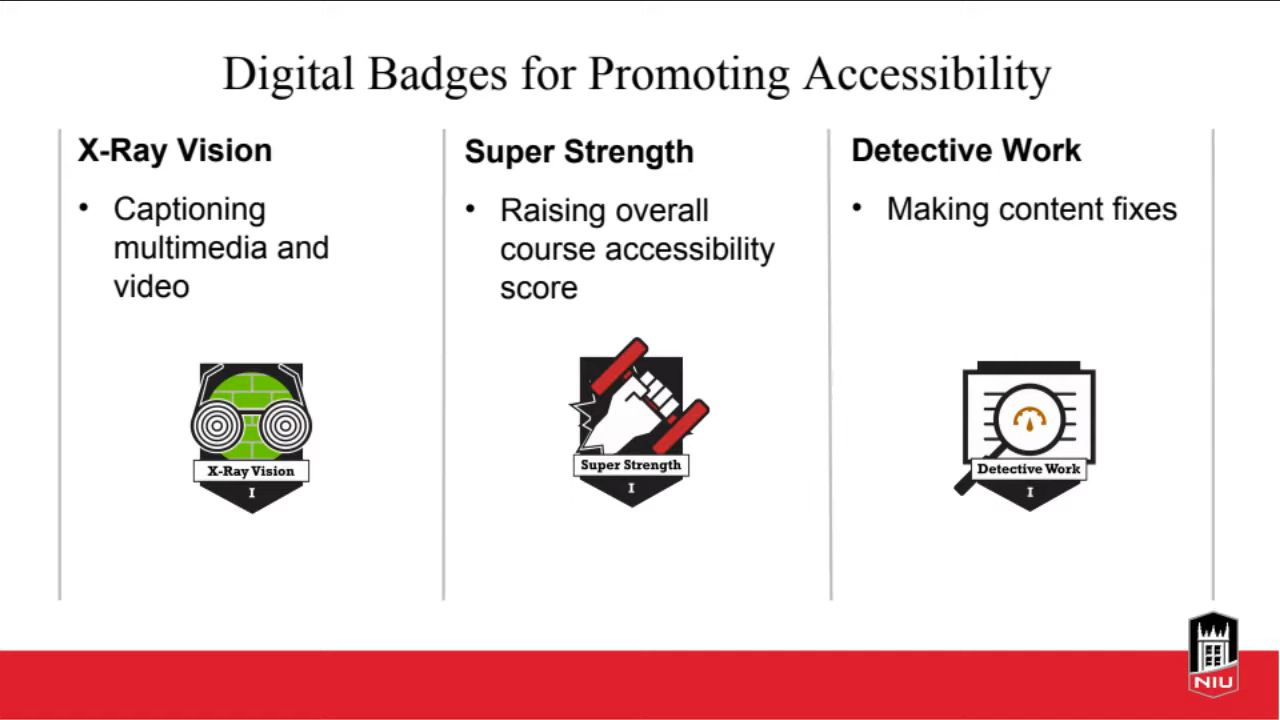 Digital Badges for Promoting Accessibility
X-Ray Vision
• Captioning
multimedia and
video
X-Ray Vision
I
Super Strength
• Raising overall
course accessibility
score
Super Strength
I
Detective Work
• Making content fixes
Detective Work
I
NIU